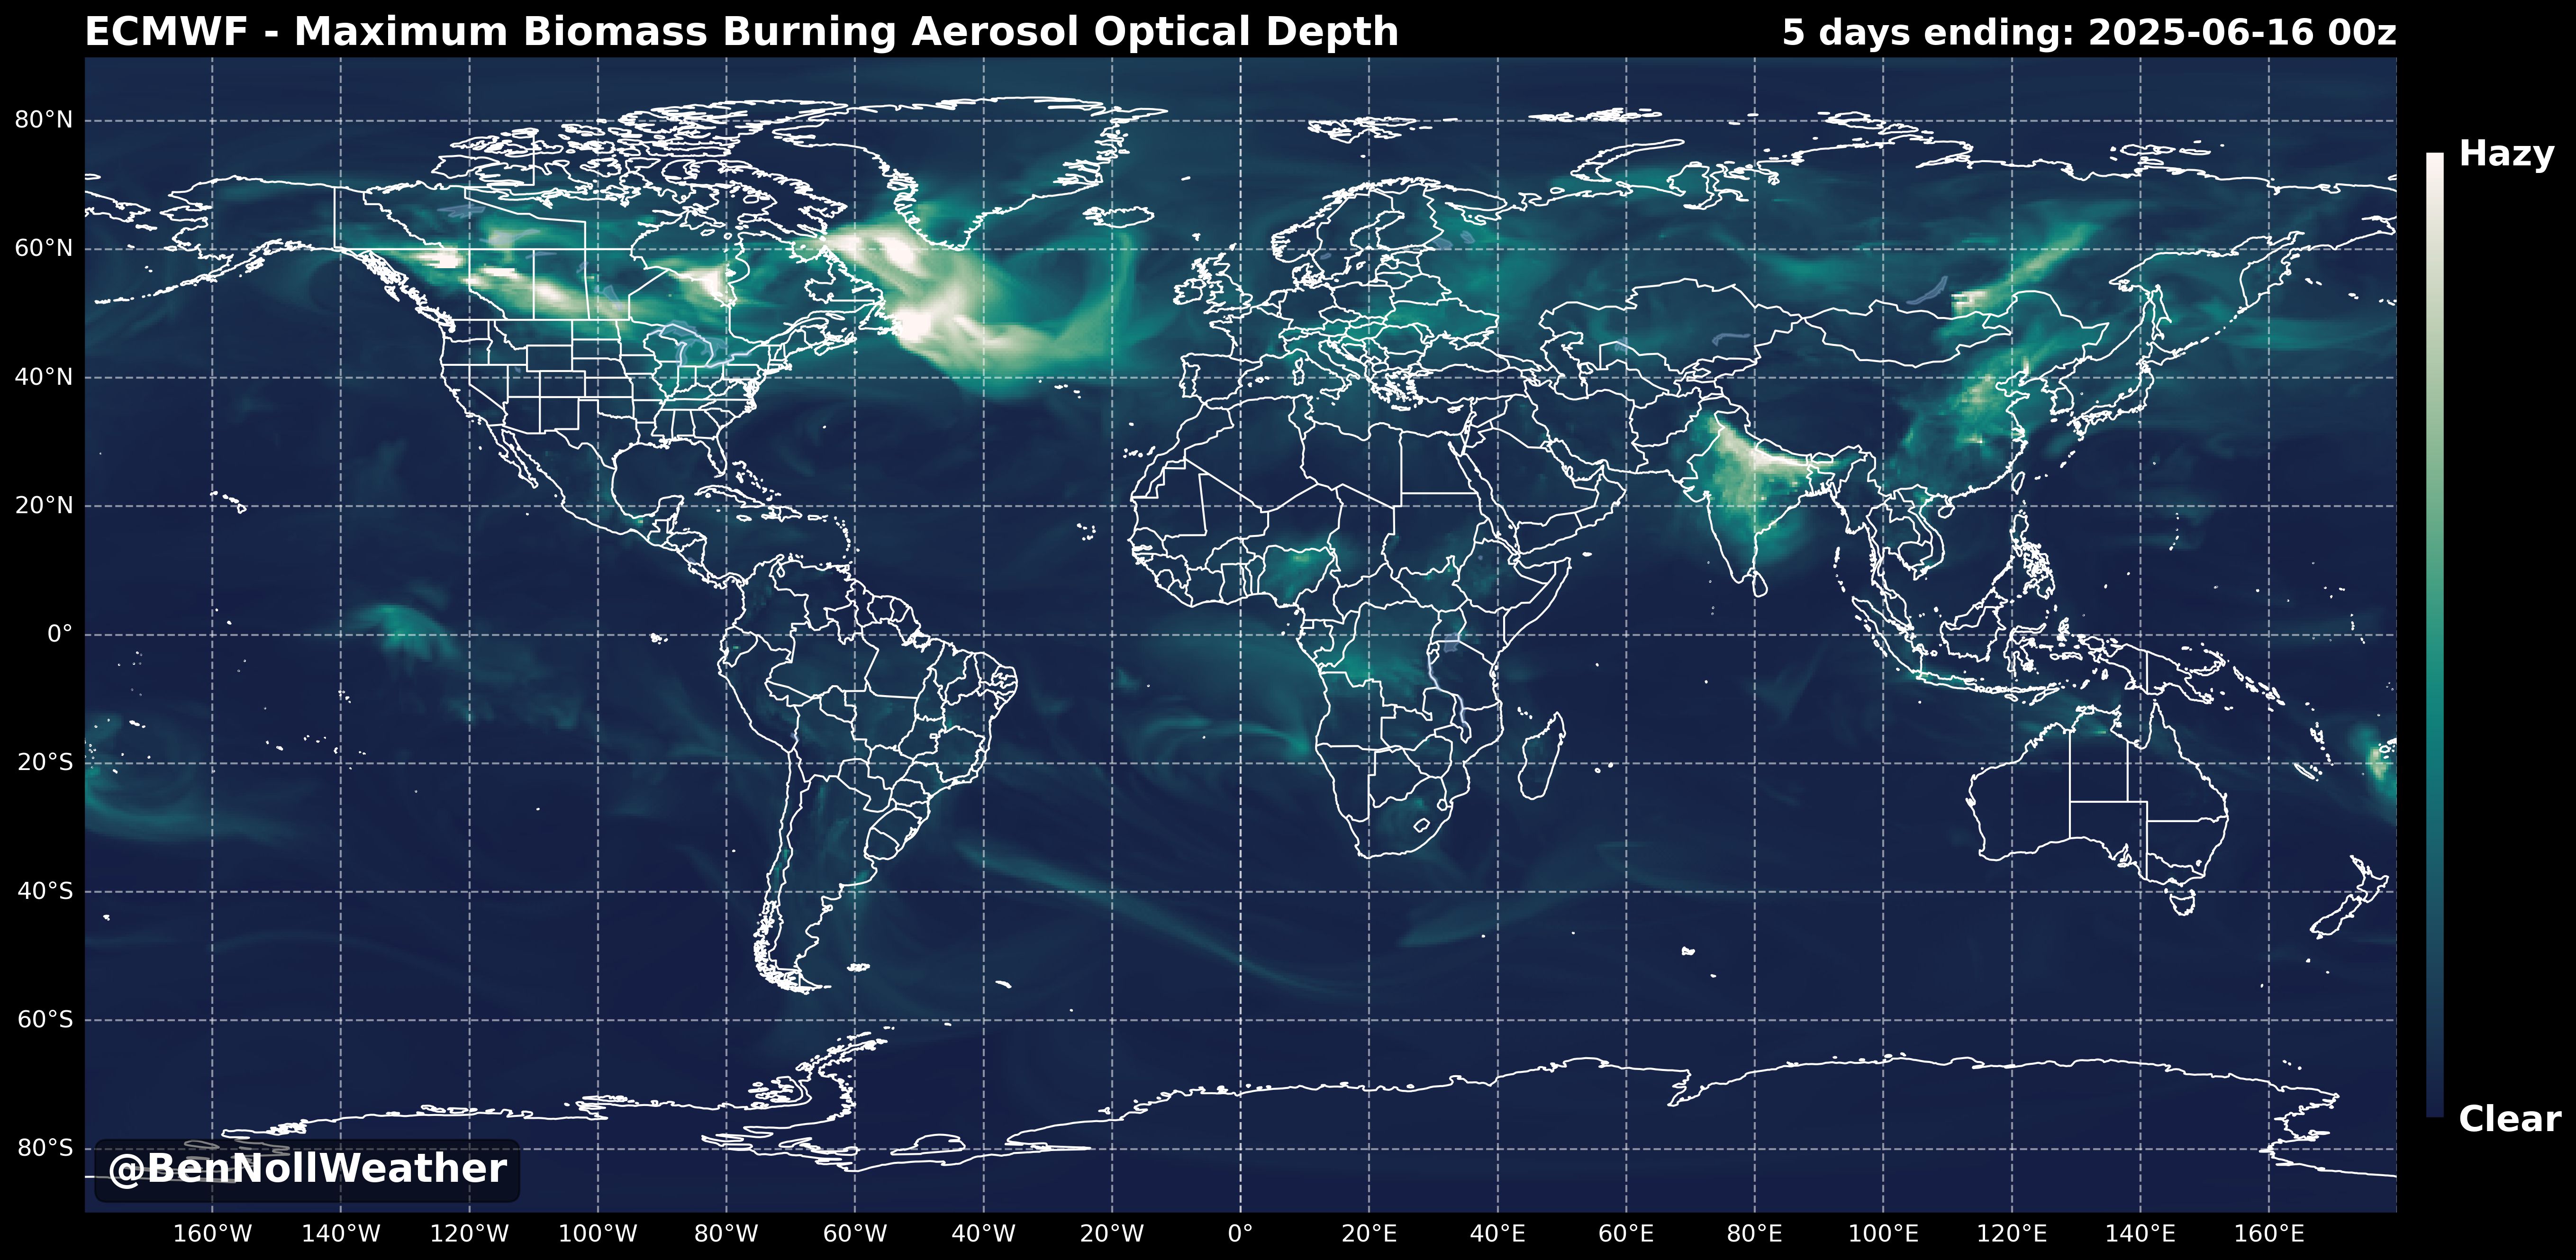 ECMWF - Maximum Biomass Burning Aerosol Optical Depth
5 days ending: 2025-06-16 00z
80°N
60°N
40°N
20°N
0°
20°S
40°S
60°S
80°S
Hazy
Clear
@BenNollWeather
160°W 140°W 120°W 100°W 80°W 60°W 40°W 20°W 0° 20°E 40°E 60°E 80°E 100°E 120°E 140°E 160°E